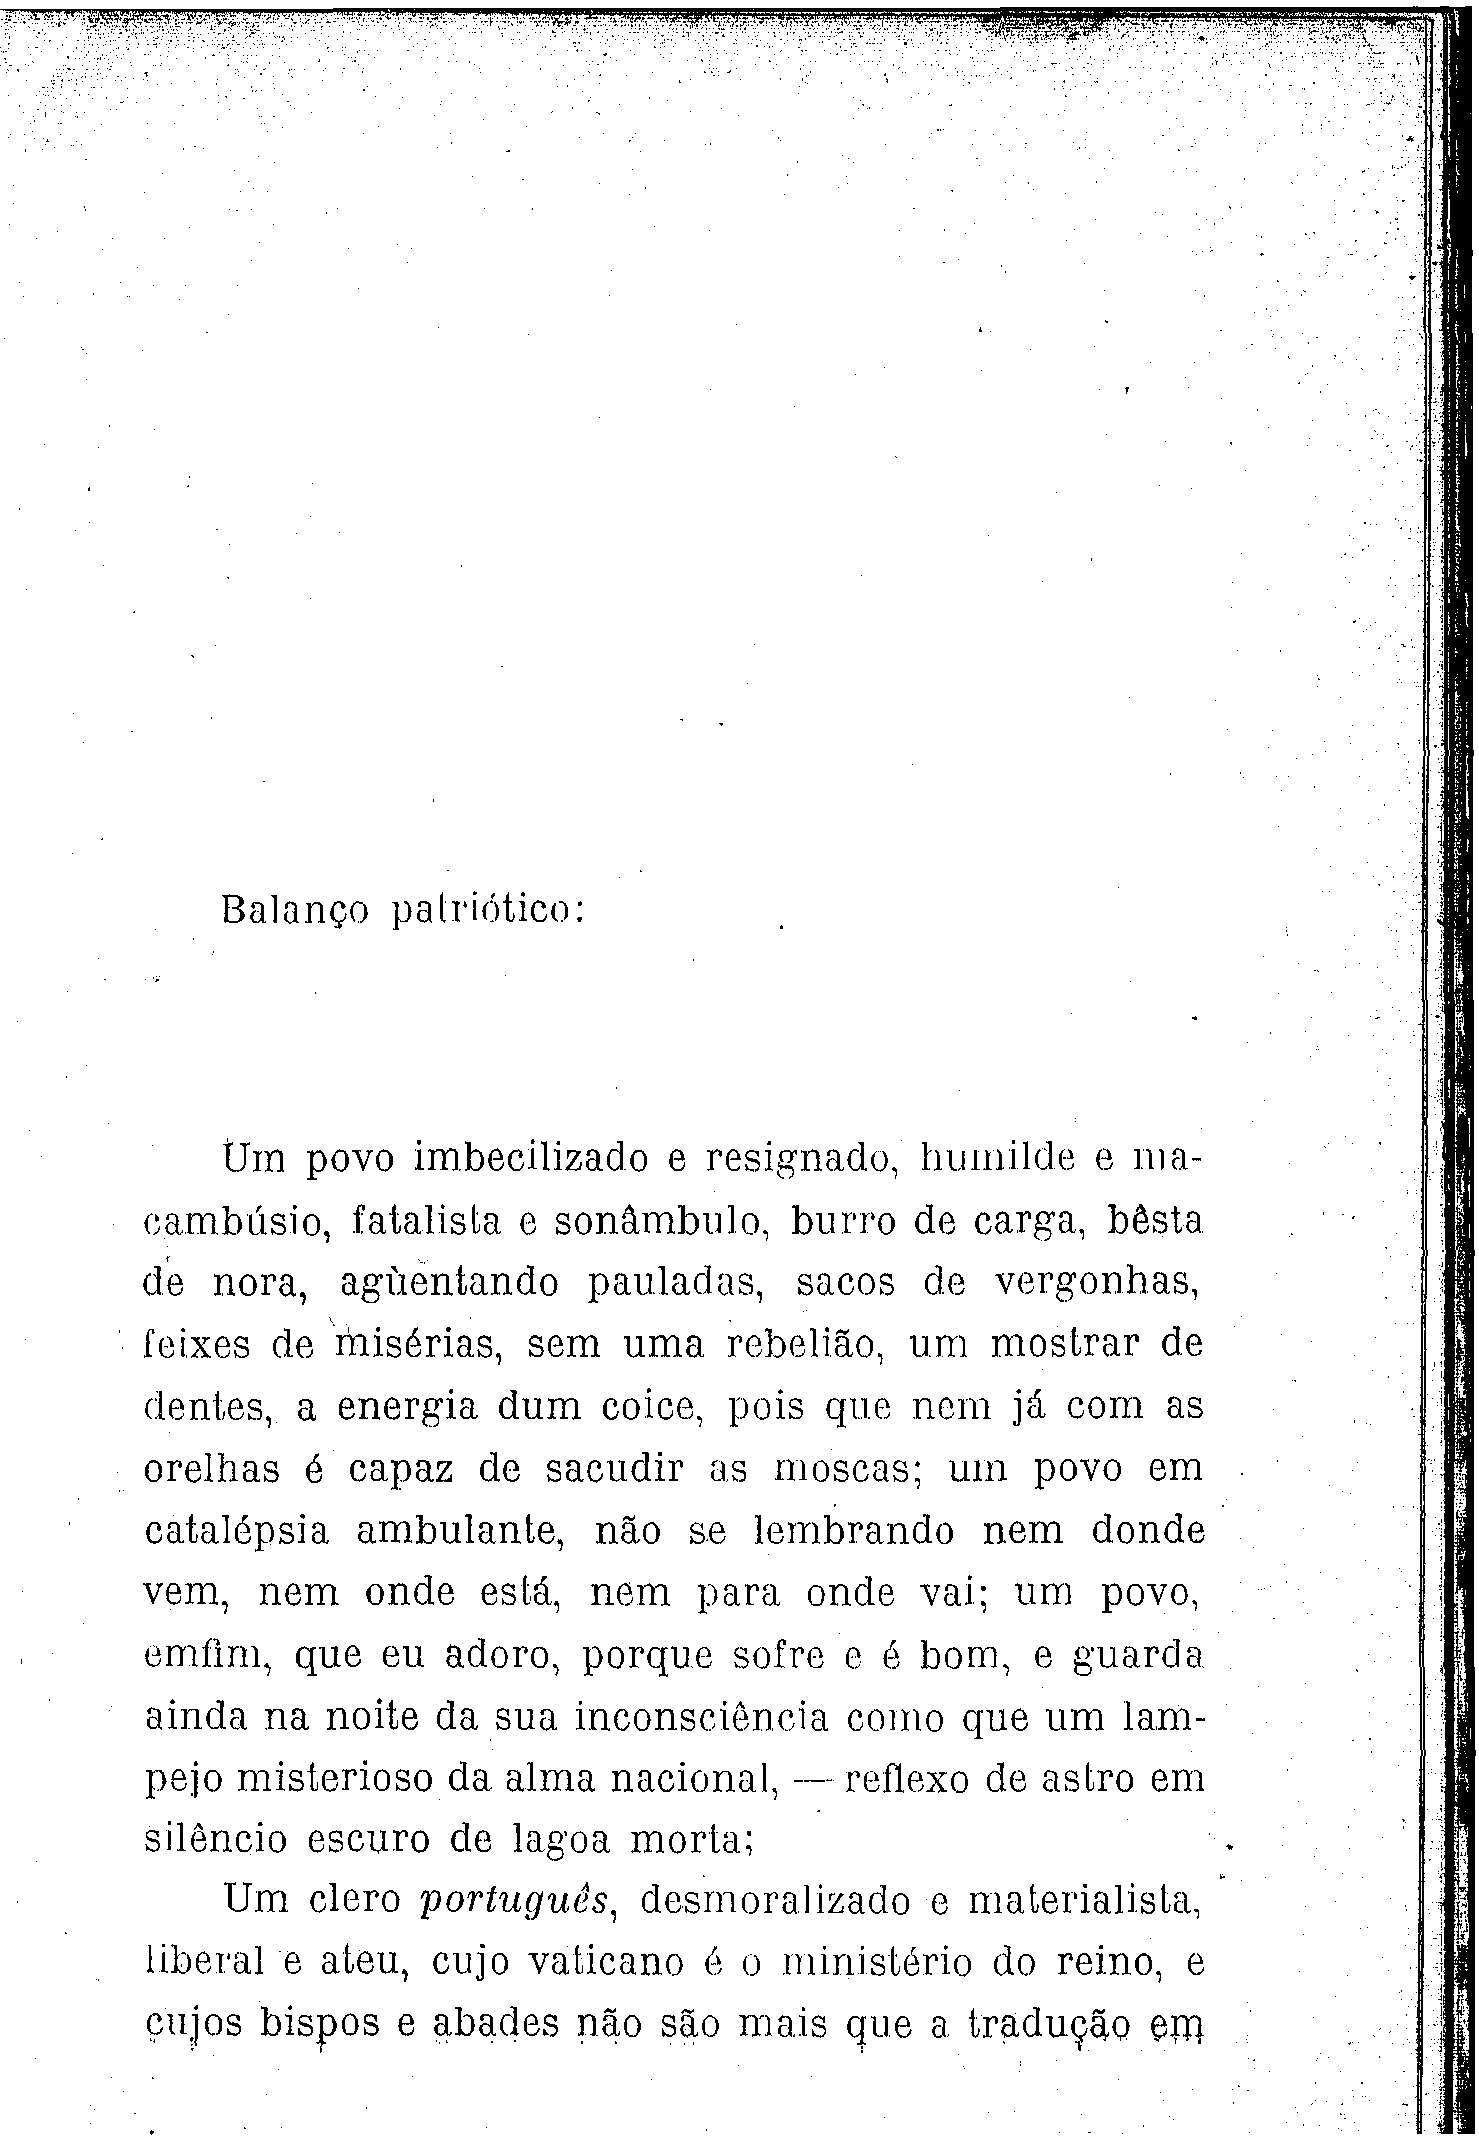 Balanço patriótico:
Um povo imbecilizado e resignado, humilde e ma-
cambúsio, fatalista e sonâmbulo, burro de carga, bêsta
de nora, agùentando pauladas, sacos de vergonhas,
feixes de misérias, sem uma rebelião, um mostrar de
dentes, a energia dum coice, pois que nem já com as
orelhas é capaz de sacudir as moscas; um povo em
catalépsia ambulante, não se lembrando nem donde
vem, nem onde está, nem para onde vai; um povo,
emfim, que eu adoro, porque sofre e é bom, e guarda
ainda na noite da sua inconsciência como que um lam-
pejo misterioso da alma nacional, — reflexo de astro em
silêncio escuro de lagoa morta;
Um clero português, desmoralizado e materialista,
liberal e ateu, cujo vaticano é o ministério do reino, e
cujos bispos e abades não são mais que a tradução em